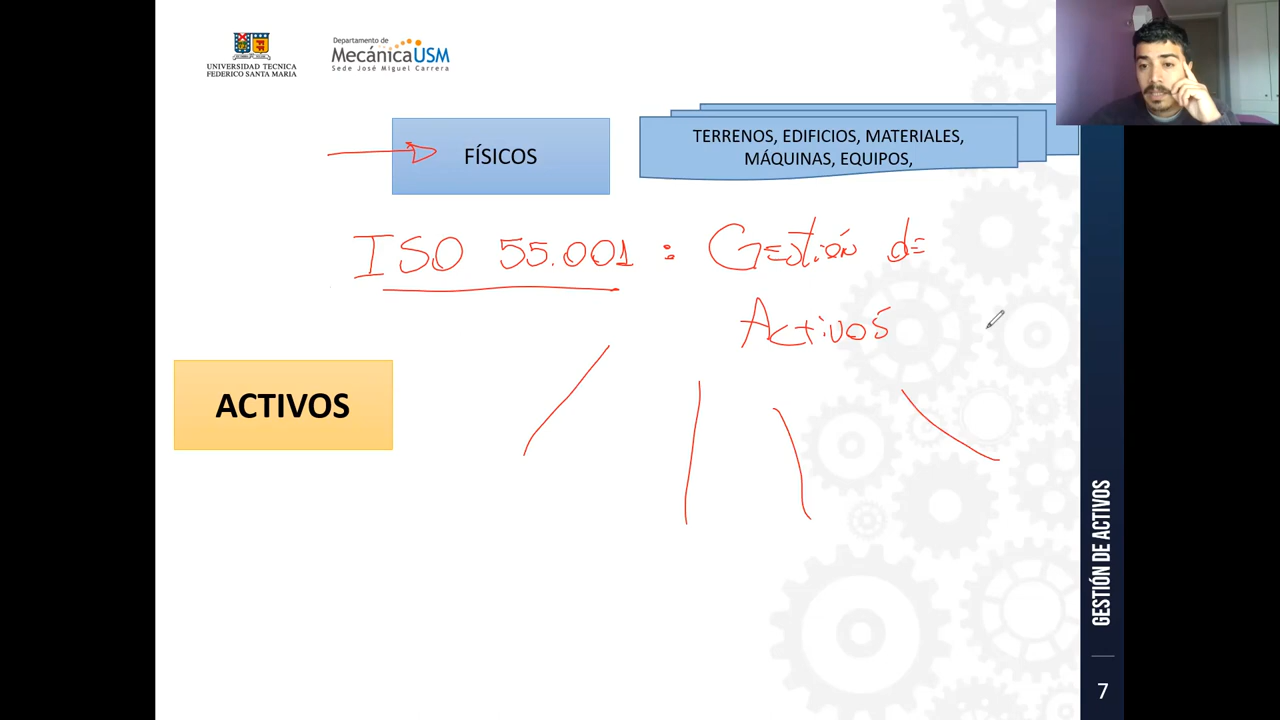 UNIVERSIDAD TECNICA
FEDERICO SANTA MARIA
Departamento de
MecánicaUSM
Sede José Miguel Carrera
FÍSICOS
TERRENOS, EDIFICIOS, MATERIALES,
MÁQUINAS, EQUIPOS,
ISO 55.001 : Gestión de
Activos
ACTIVOS
GESTIÓN DE ACTIVOS
7